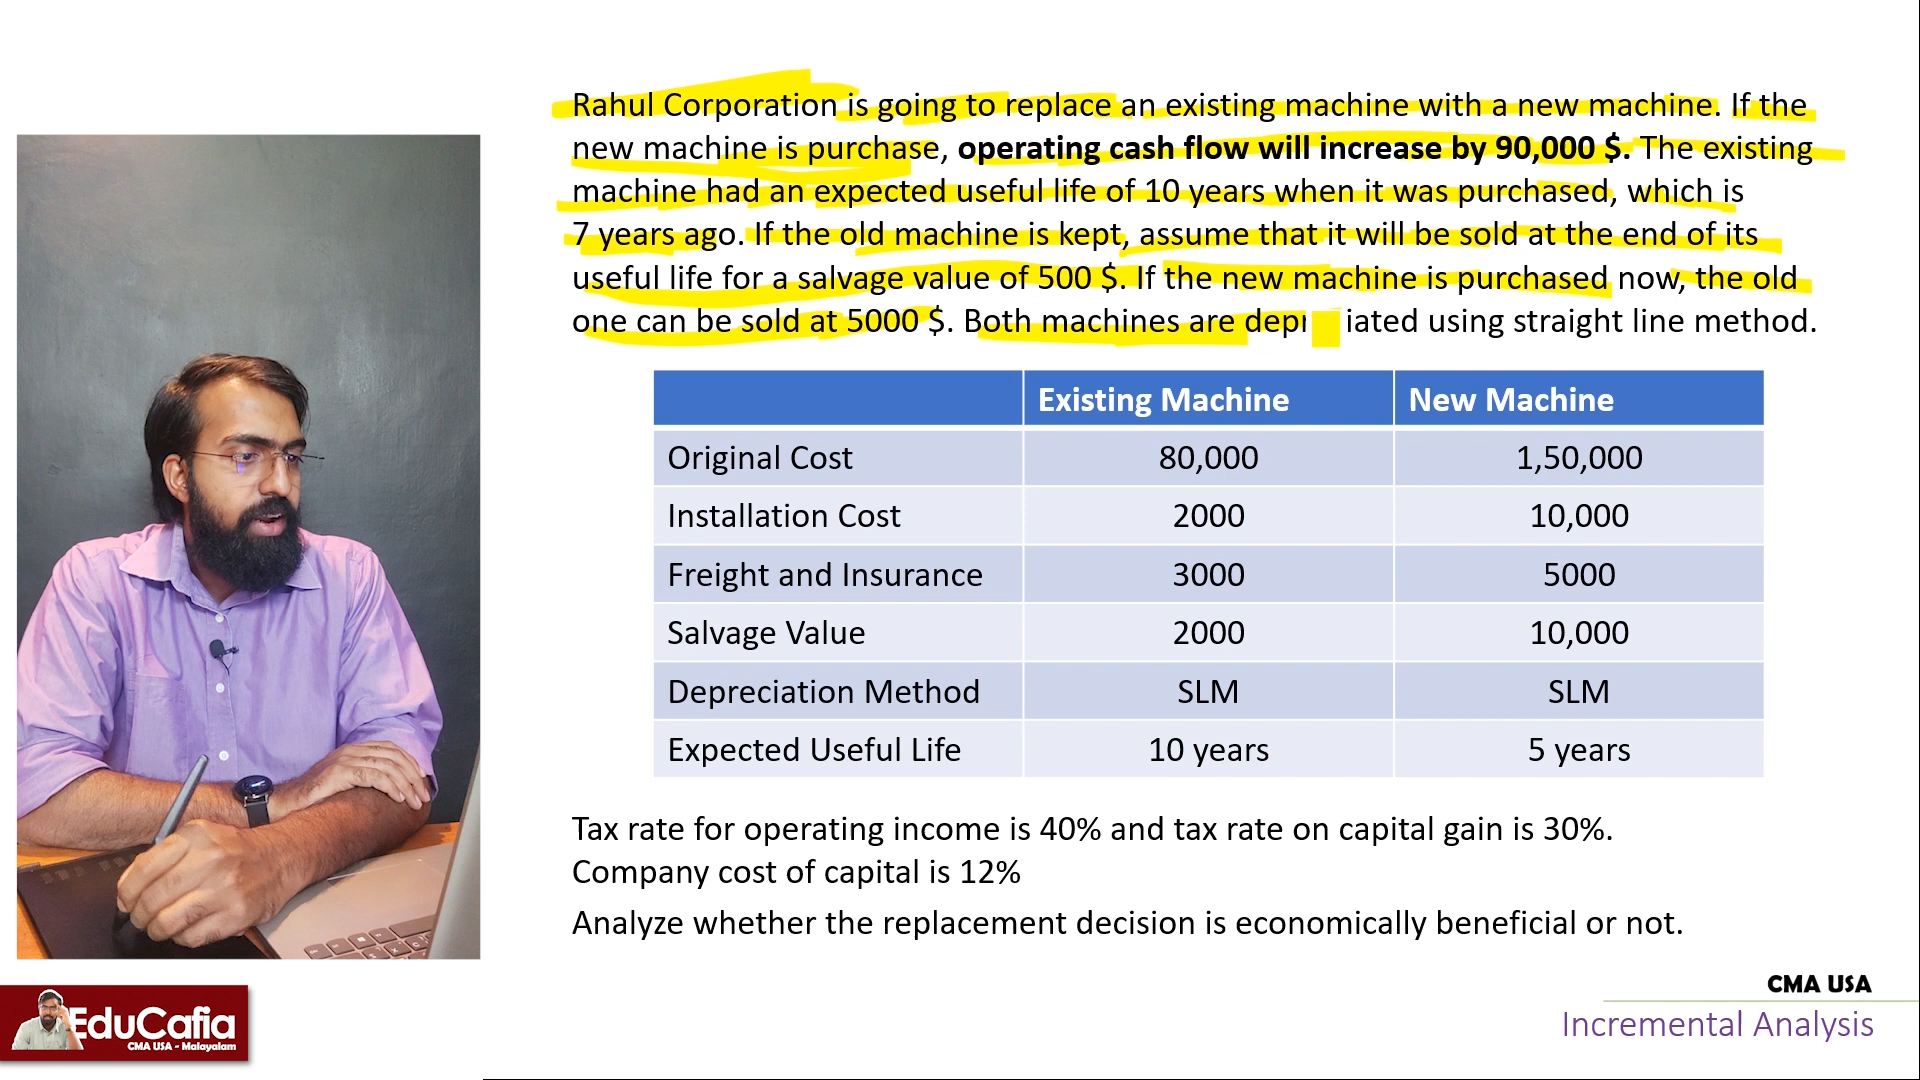 Rahul Corporation is going to replace an existing machine with a new machine. If the
new machine is purchase, operating cash flow will increase by 90,000 $. The existing
machine had an expected useful life of 10 years when it was purchased, which is
7 years ago. If the old machine is kept, assume that it will be sold at the end of its
useful life for a salvage value of 500 $. If the new machine is purchased now, the old
one can be sold at 5000 $. Both machines are depr iated using straight line method.
Existing Machine New Machine
Original Cost 80,000 1,50,000
Installation Cost 2000 10,000
Freight and Insurance 3000 5000
Salvage Value 2000 10,000
Depreciation Method SLM SLM
Expected Useful Life 10 years 5 years
Tax rate for operating income is 40% and tax rate on capital gain is 30%.
Company cost of capital is 12%
Analyze whether the replacement decision is economically beneficial or not.
CMA USA
Incremental Analysis
EduCafia
CMA USA - Malayalam